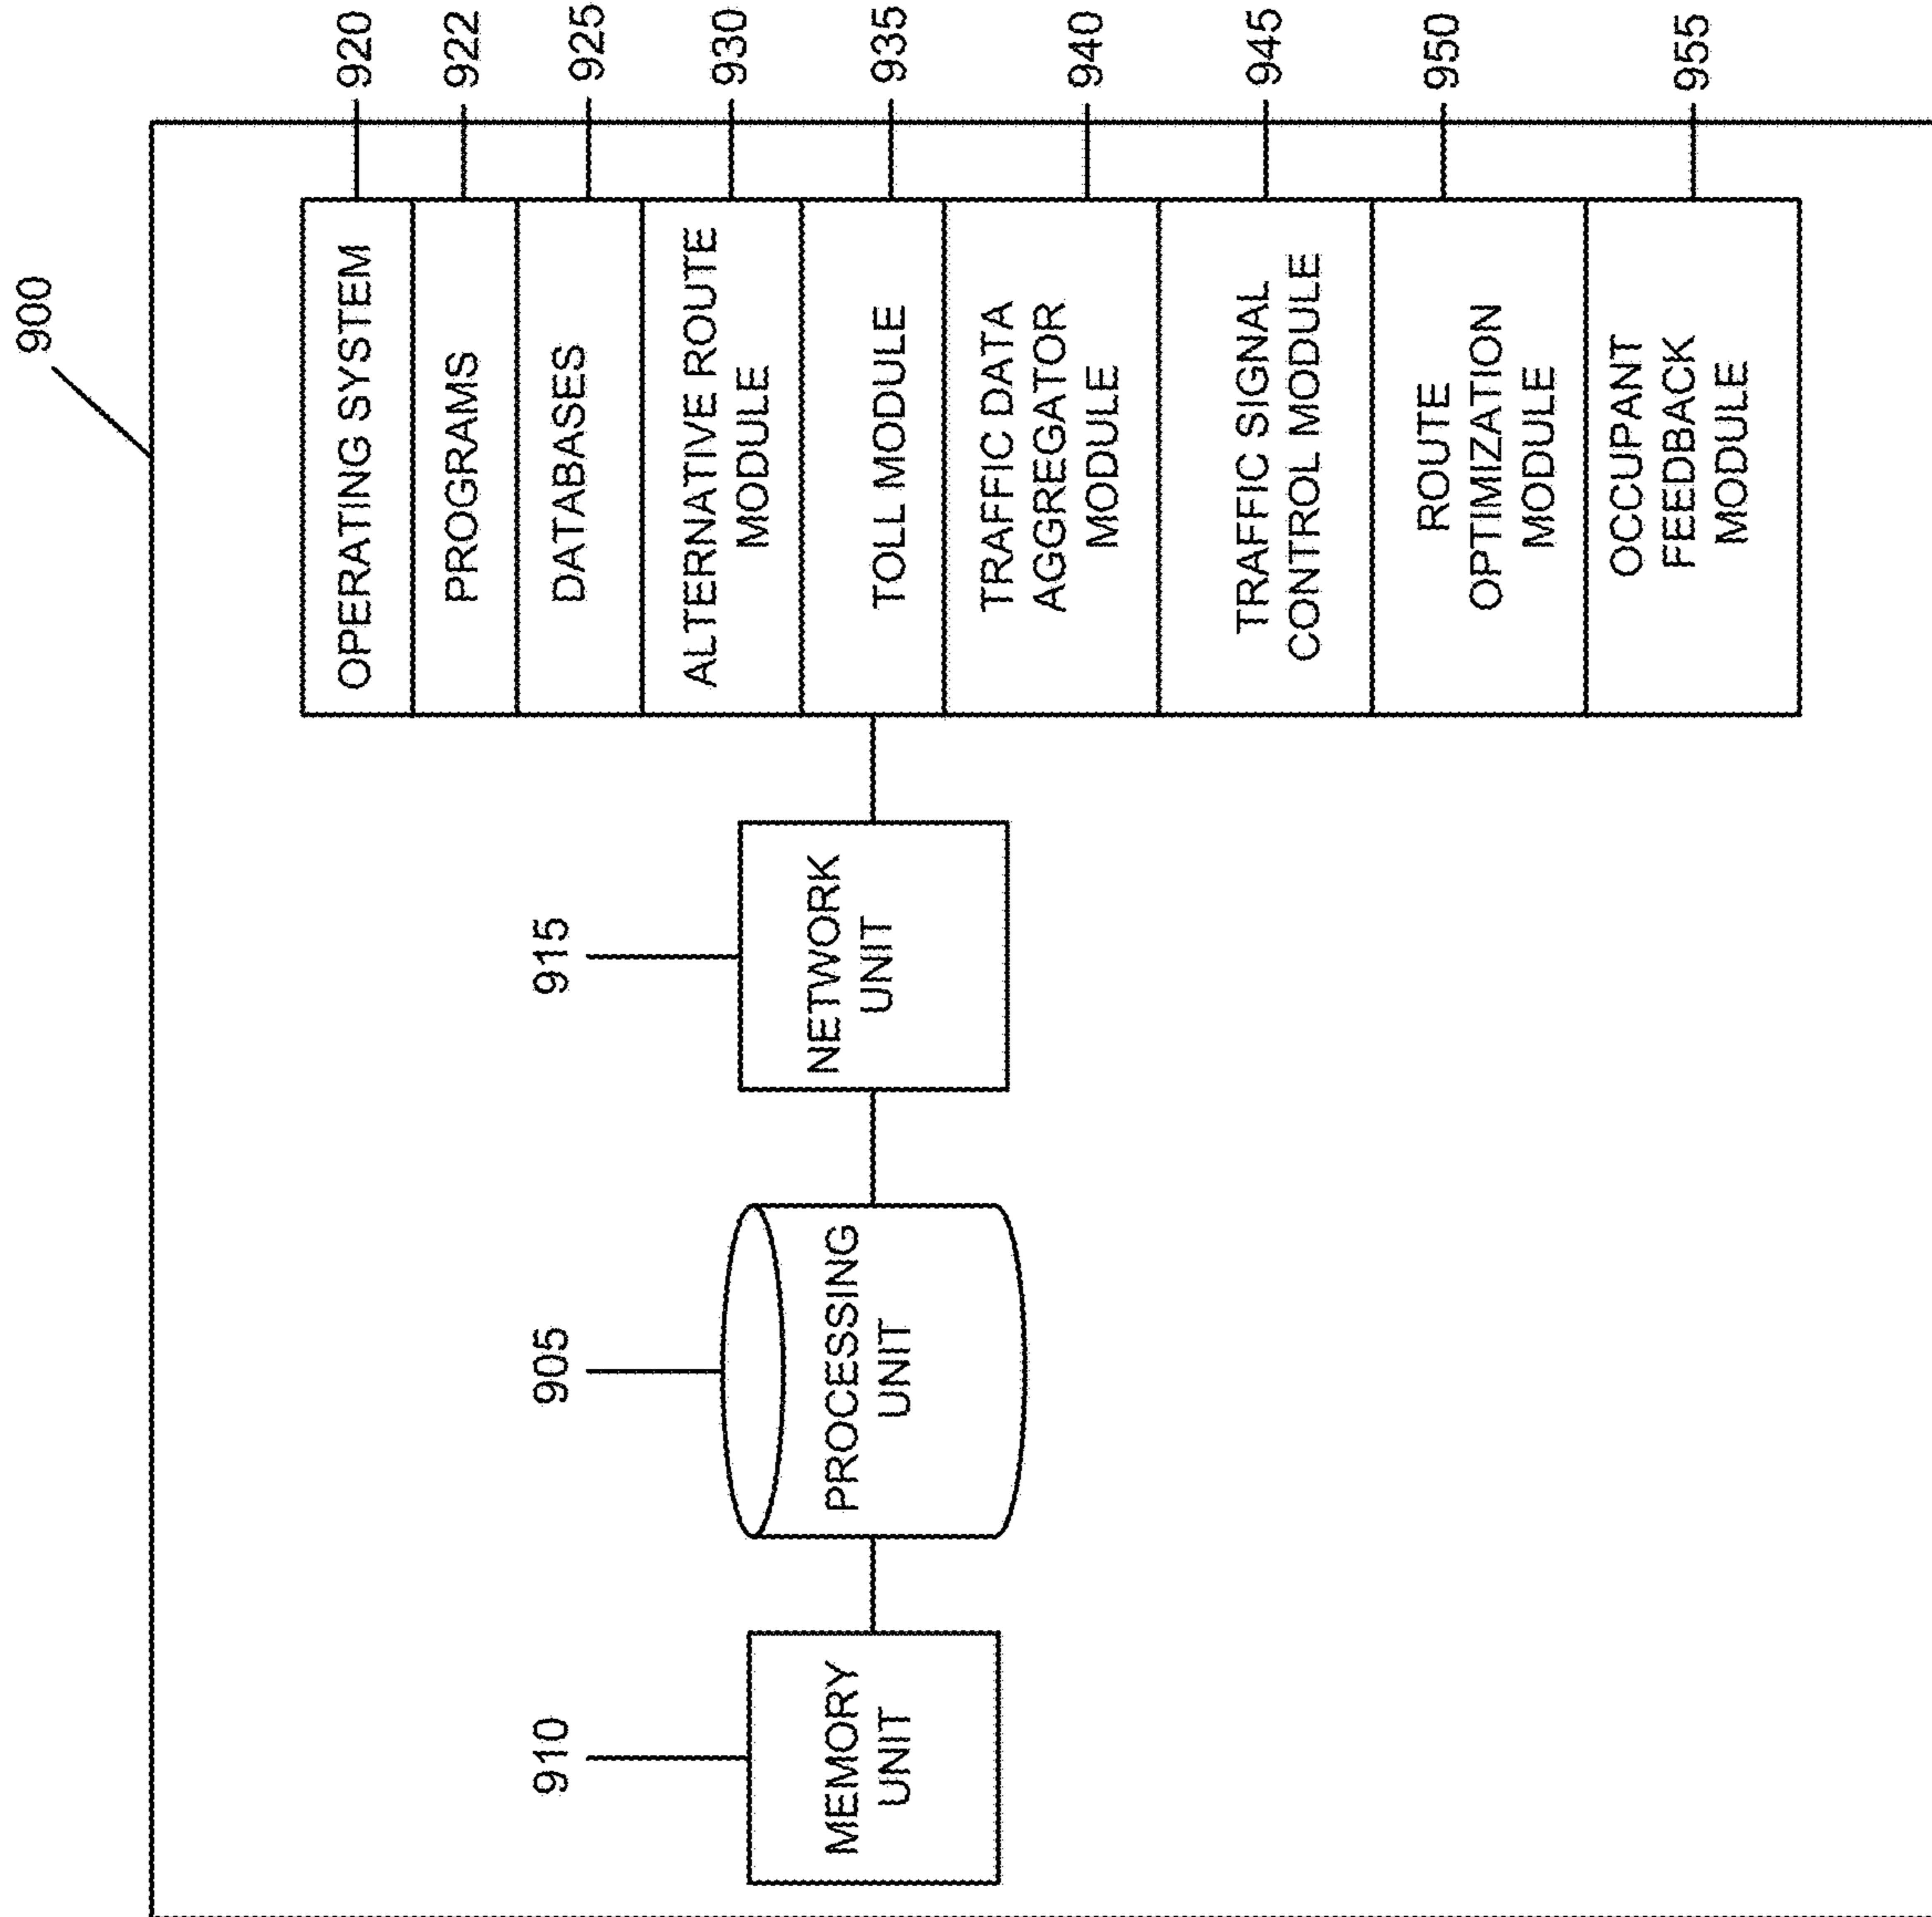 900
910
MEMORY
UNIT
905
PROCESSING
UNIT
915
NETWORK
UNIT
OPERATING SYSTEM
920
PROGRAMS
922
DATABASES
925
ALTERNATIVE ROUTE
MODULE
930
TOLL MODULE
935
TRAFFIC DATA
AGGREGATOR
MODULE
940
TRAFFIC SIGNAL
CONTROL MODULE
945
ROUTE
OPTIMIZATION
MODULE
950
OCCUPANT
FEEDBACK
MODULE
955